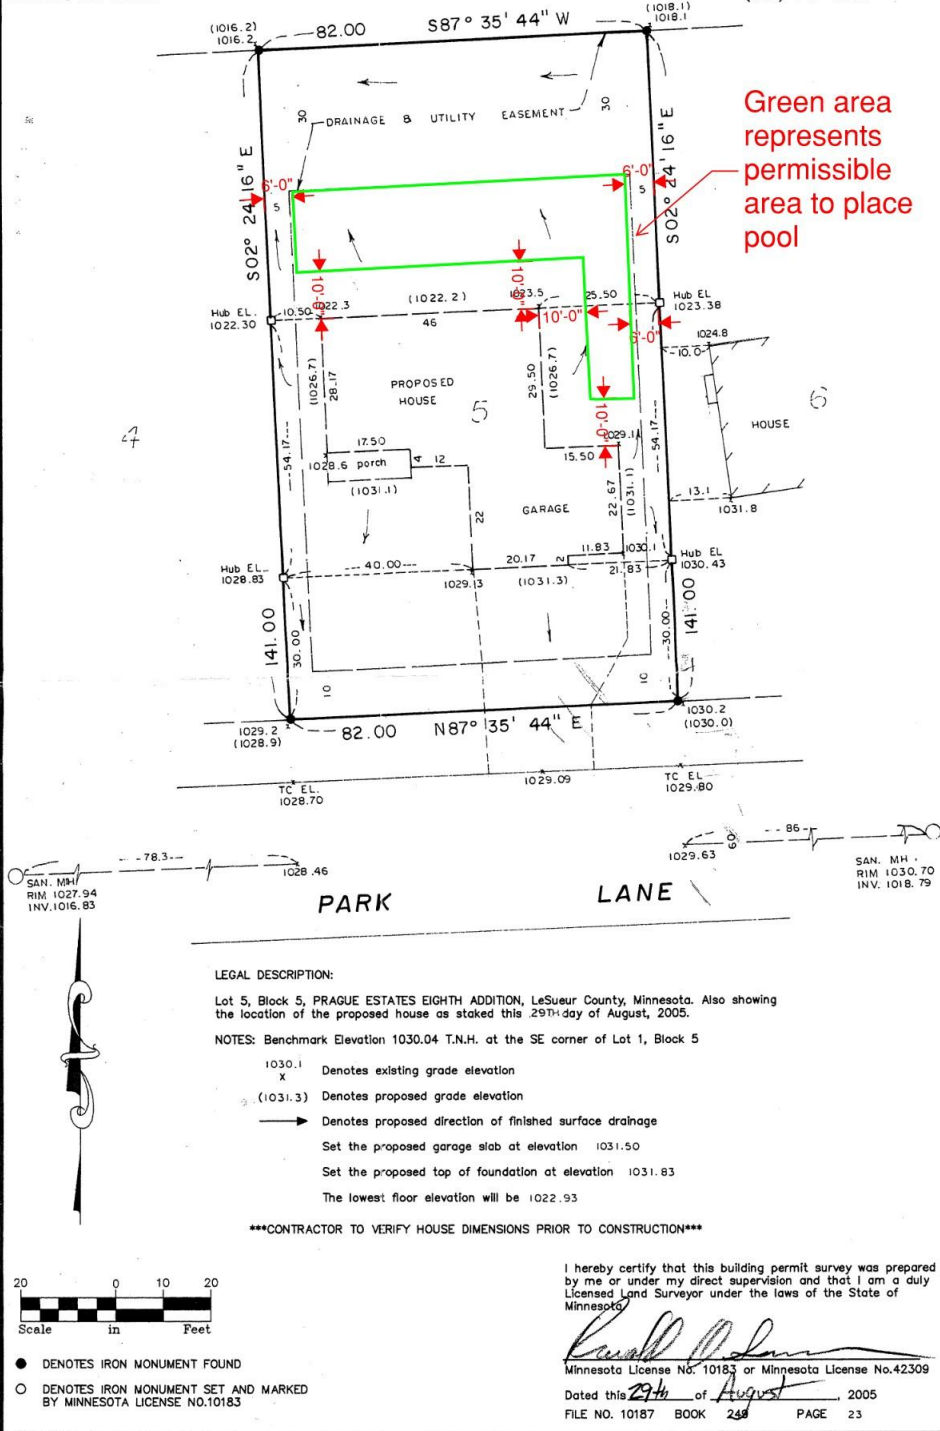 (1016.2)
1016.2
82.00
S87° 35' 44" W
(1018.1)
1018.1
30
DRAINAGE & UTILITY EASEMENT
30
S02° 24' 16" E
S02° 24' 16" E
Green area
represents
permissible
area to place
pool
6'-0"
5
6'-0"
5
Hub EL.
1022.30
10.50
1022.3
10'-0"
(1022.2)
46
1023.5
10'-0"
10'-0"
25.50
Hub EL
1023.38
6'-0"
1024.8
10.0
(1026.7)
28.17
29.50
(1026.7)
PROPOSED
HOUSE
5
4
6
HOUSE
54.17
54.17
17.50
1028.6 porch
4
12
(1031.1)
10'-0"
1029.1
15.50
22.67
(1031.1)
13.1
1031.8
22
GARAGE
Hub EL.
1028.83
40.00
1029.3
20.17
(1031.3)
2
11.83
1030.1
21.83
Hub EL
1030.43
141.00
30.00
141.00
30.00
10
10
1029.2
(1028.9)
82.00
N87° 35' 44" E
1030.2
(1030.0)
TC EL.
1028.70
1029.09
TC EL
1029.80
78.3
1028.46
SAN. MH
RIM 1027.94
INV.1016.83
PARK LANE
1029.63
60
86
SAN. MH.
RIM 1030.70
INV. 1018.79
LEGAL DESCRIPTION:
Lot 5, Block 5, PRAGUE ESTATES EIGHTH ADDITION, LeSueur County, Minnesota. Also showing
the location of the proposed house as staked this 29TH day of August, 2005.
NOTES: Benchmark Elevation 1030.04 T.N.H. at the SE corner of Lot 1, Block 5
1030.1
x Denotes existing grade elevation
(1031.3) Denotes proposed grade elevation
Denotes proposed direction of finished surface drainage
Set the proposed garage slab at elevation 1031.50
Set the proposed top of foundation at elevation 1031.83
The lowest floor elevation will be 1022.93
***CONTRACTOR TO VERIFY HOUSE DIMENSIONS PRIOR TO CONSTRUCTION***
20 0 10 20
Scale in Feet
DENOTES IRON MONUMENT FOUND
DENOTES IRON MONUMENT SET AND MARKED
BY MINNESOTA LICENSE NO.10183
I hereby certify that this building permit survey was prepared
by me or under my direct supervision and that I am a duly
Licensed Land Surveyor under the laws of the State of
Minnesota
Minnesota License No. 10183 or Minnesota License No.42309
Dated this 29th of August, 2005
FILE NO. 10187 BOOK 249 PAGE 23